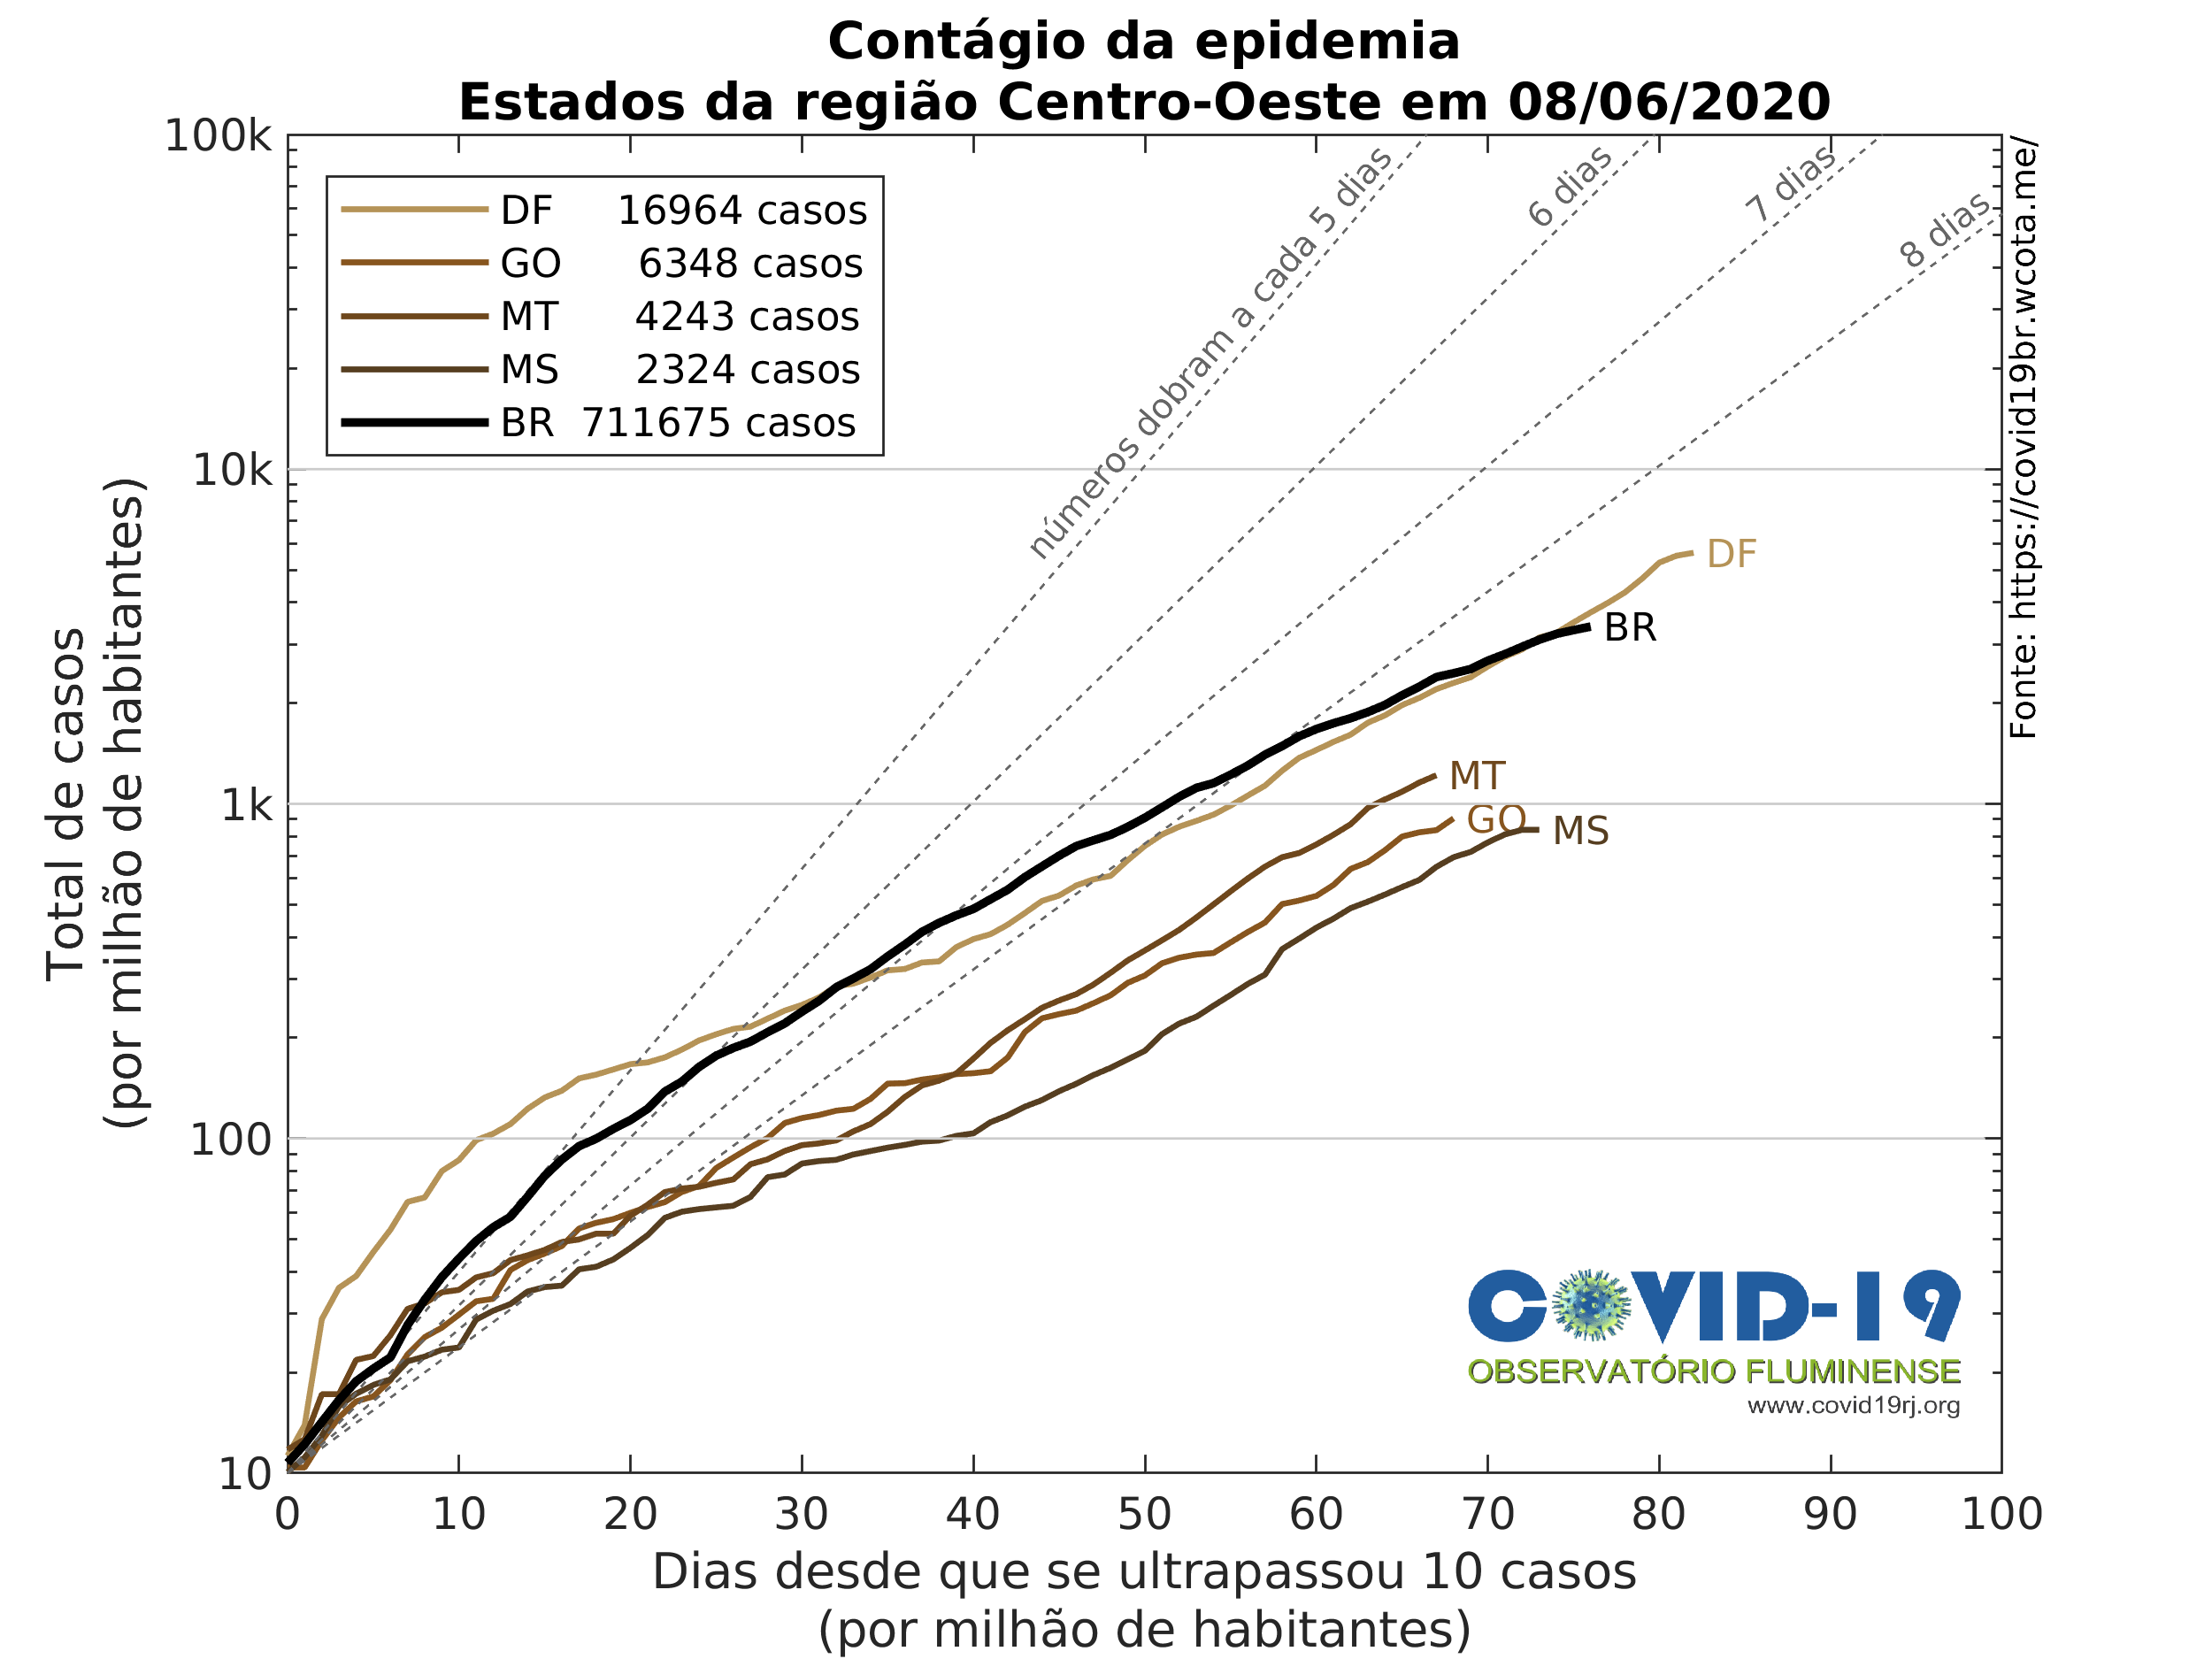 Contágio da epidemia
Estados da região Centro-Oeste em 08/06/2020
100k
10k
1k
100
10
Total de casos
(por milhão de habitantes)
DF 16964 casos
GO 6348 casos
MT 4243 casos
MS 2324 casos
BR 711675 casos
números dobram a cada 5 dias
6 dias
7 dias
8 dias
DF
BR
MT
GO
MS
Fonte: https://covid19br.wcota.me/
COVID-19
OBSERVATÓRIO FLUMINENSE
www.covid19rj.org
0 10 20 30 40 50 60 70 80 90 100
Dias desde que se ultrapassou 10 casos
(por milhão de habitantes)